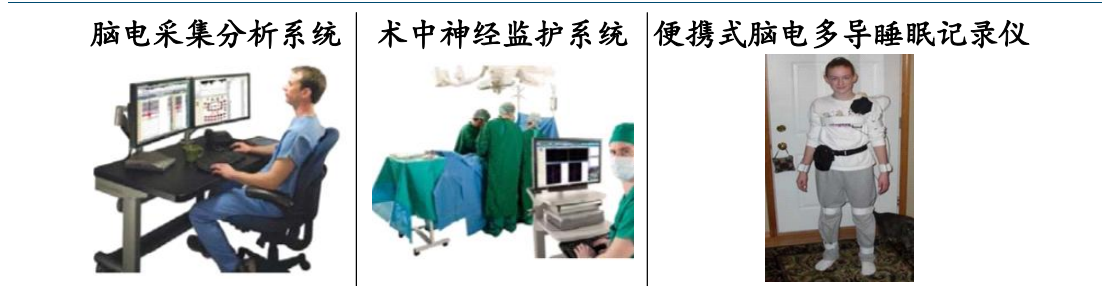 脑电采集分析系统
术中神经监护系统
便携式脑电多导睡眠记录仪